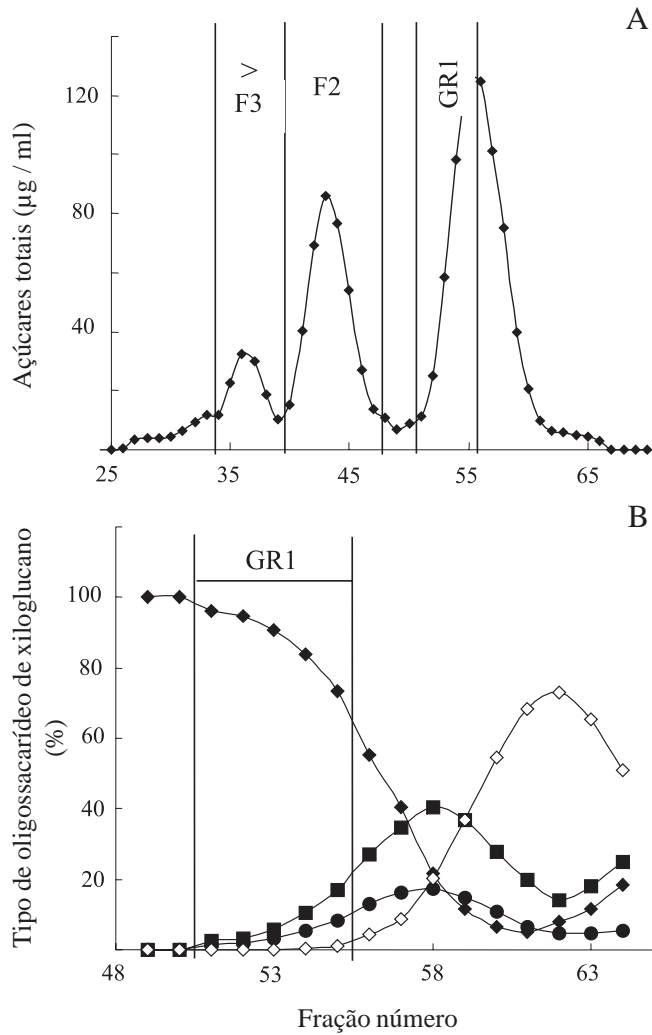 A
>
F3
F2
GR1
Açúcares totais (µg / ml)
120
80
40
25
35
45
55
65
B
GR1
Tipo de oligossacarídeo de xiloglucano
(%)
100
80
60
40
20
48
53
58
63
Fração número